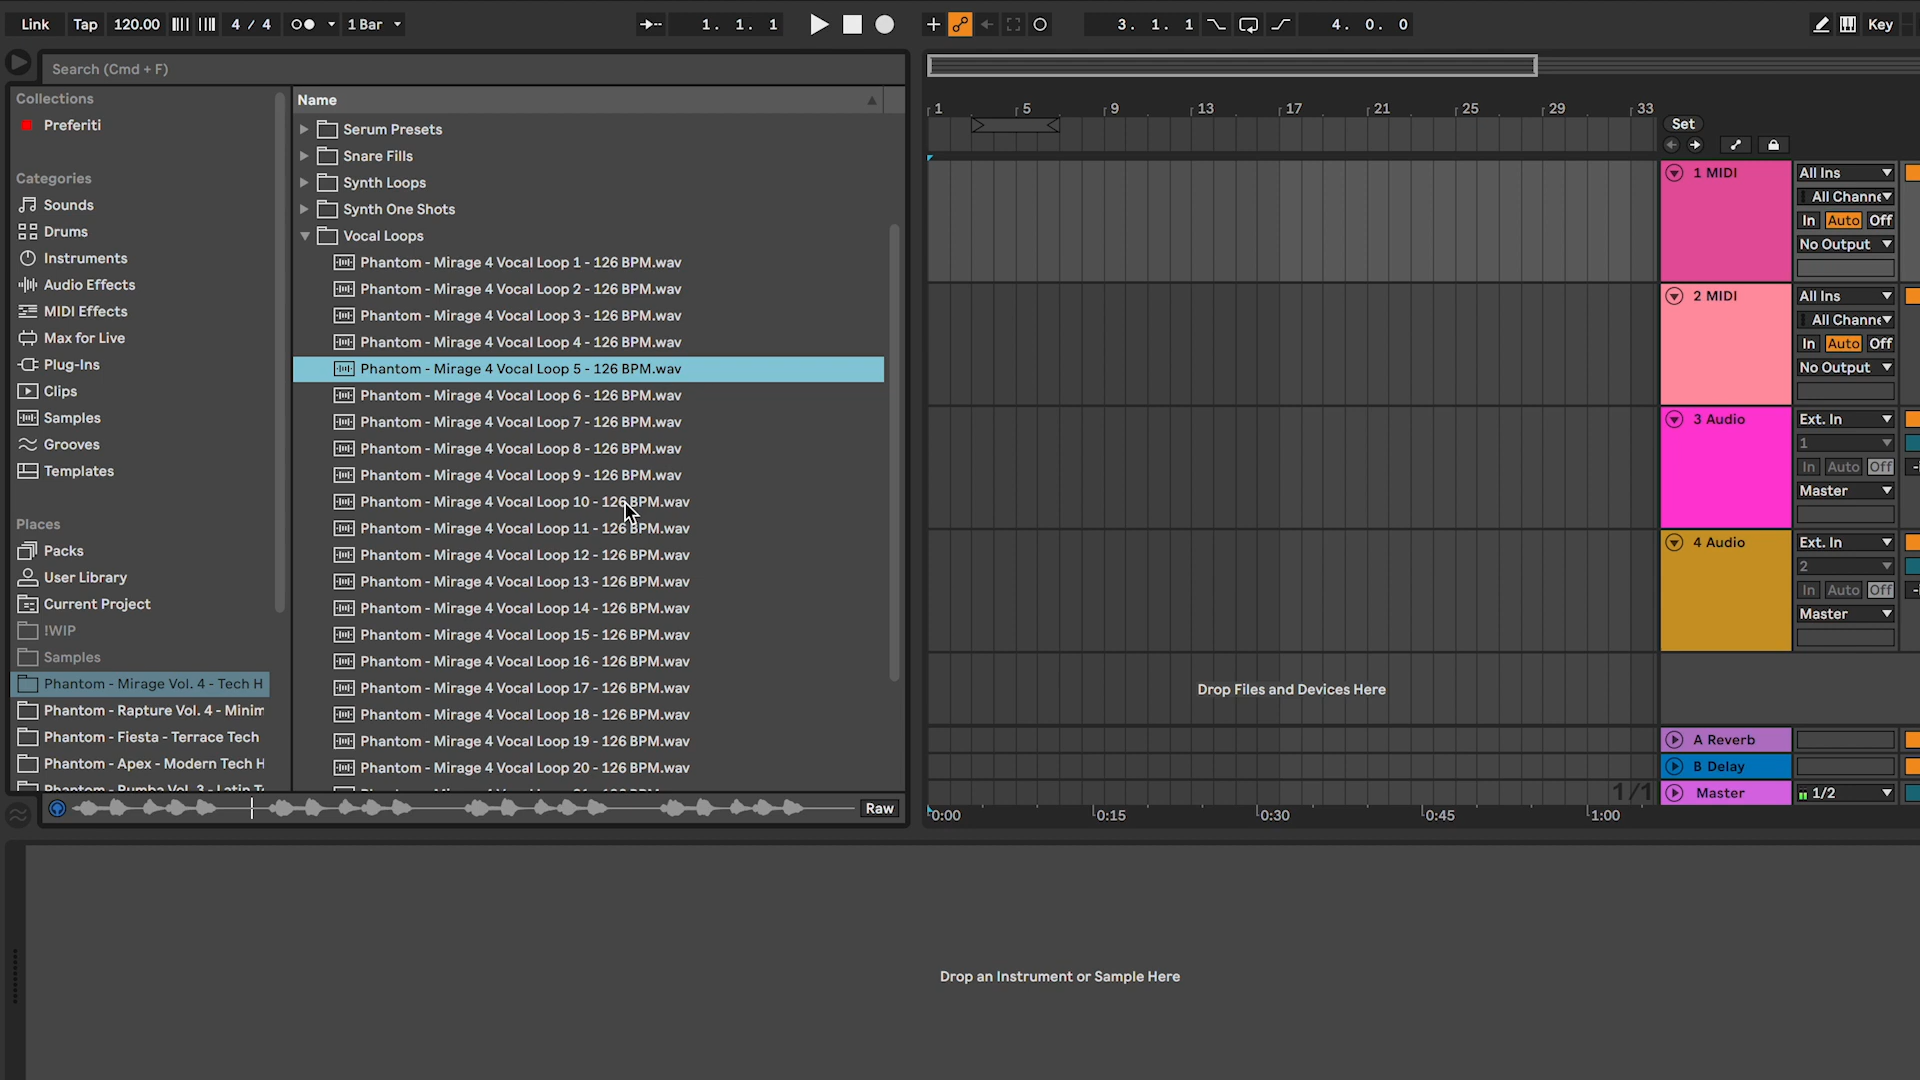 Link Tap 120.00 4 / 4 1 Bar 1. 1. 1 3. 1. 1 4. 0. 0 Key
Search (Cmd + F)
Collections
Preferiti
Categories
Sounds
Drums
Instruments
Audio Effects
MIDI Effects
Max for Live
Plug-Ins
Clips
Samples
Grooves
Templates
Places
Packs
User Library
Current Project
!WIP
Samples
Phantom - Mirage Vol. 4 - Tech H
Phantom - Rapture Vol. 4 - Minim
Phantom - Fiesta - Terrace Tech
Phantom - Apex - Modern Tech H
Name
Serum Presets
Snare Fills
Synth Loops
Synth One Shots
Vocal Loops
Phantom - Mirage 4 Vocal Loop 1 - 126 BPM.wav
Phantom - Mirage 4 Vocal Loop 2 - 126 BPM.wav
Phantom - Mirage 4 Vocal Loop 3 - 126 BPM.wav
Phantom - Mirage 4 Vocal Loop 4 - 126 BPM.wav
Phantom - Mirage 4 Vocal Loop 5 - 126 BPM.wav
Phantom - Mirage 4 Vocal Loop 6 - 126 BPM.wav
Phantom - Mirage 4 Vocal Loop 7 - 126 BPM.wav
Phantom - Mirage 4 Vocal Loop 8 - 126 BPM.wav
Phantom - Mirage 4 Vocal Loop 9 - 126 BPM.wav
Phantom - Mirage 4 Vocal Loop 10 - 126 BPM.wav
Phantom - Mirage 4 Vocal Loop 11 - 126 BPM.wav
Phantom - Mirage 4 Vocal Loop 12 - 126 BPM.wav
Phantom - Mirage 4 Vocal Loop 13 - 126 BPM.wav
Phantom - Mirage 4 Vocal Loop 14 - 126 BPM.wav
Phantom - Mirage 4 Vocal Loop 15 - 126 BPM.wav
Phantom - Mirage 4 Vocal Loop 16 - 126 BPM.wav
Phantom - Mirage 4 Vocal Loop 17 - 126 BPM.wav
Phantom - Mirage 4 Vocal Loop 18 - 126 BPM.wav
Phantom - Mirage 4 Vocal Loop 19 - 126 BPM.wav
Phantom - Mirage 4 Vocal Loop 20 - 126 BPM.wav
Raw
1 5 9 13 17 21 25 29 33
Set
1 MIDI All Ins
All Channe
In Auto Off
No Output
2 MIDI All Ins
All Channe
In Auto Off
No Output
3 Audio Ext. In
1
In Auto Off
Master
4 Audio Ext. In
2
In Auto Off
Master
Drop Files and Devices Here
A Reverb
B Delay
1/1 Master 1/2
0:00 0:15 0:30 0:45 1:00
Drop an Instrument or Sample Here